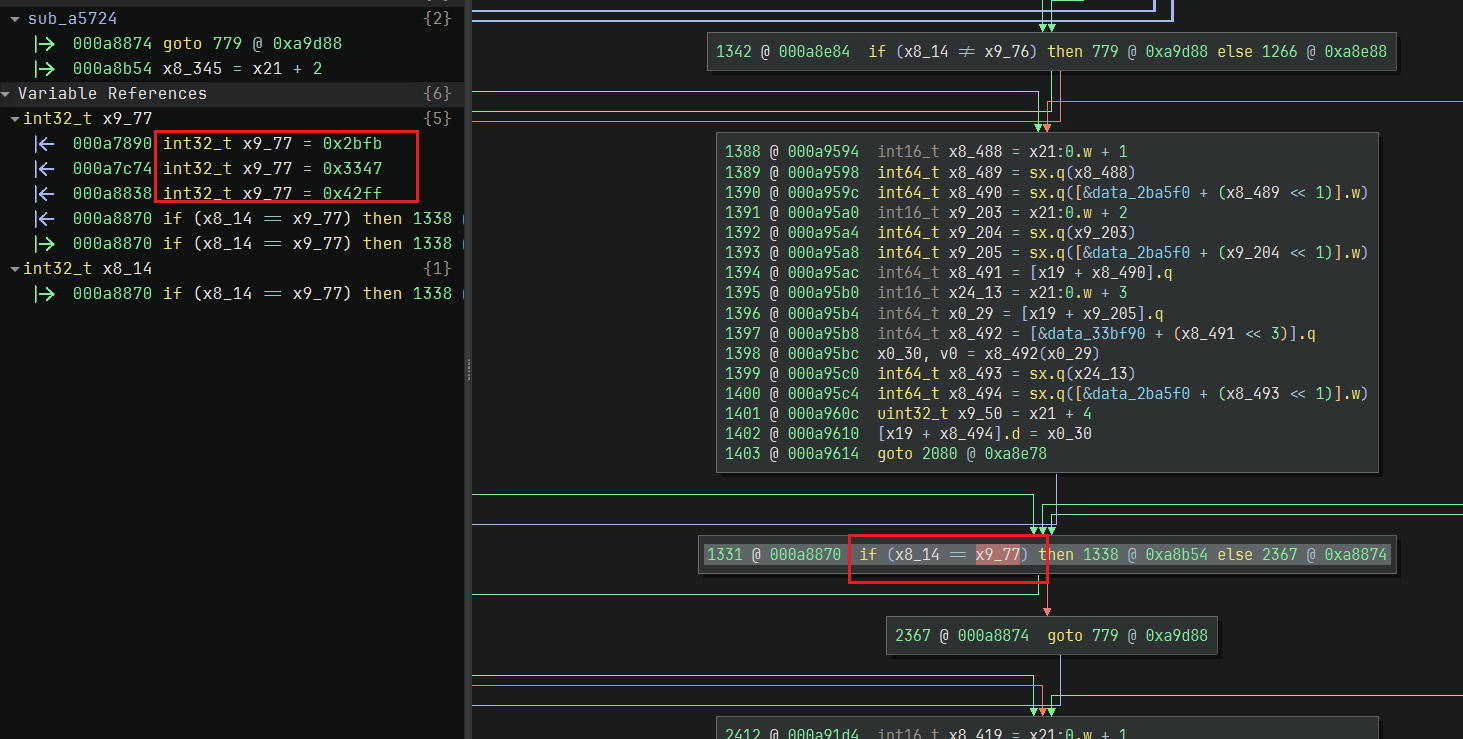 sub_a5724 {2}
000a8874 goto 779 @ 0xa9d88
000a8b54 x8_345 = x21 + 2
Variable References {6}
int32_t x9_77 {5}
000a7890 int32_t x9_77 = 0x2bfb
000a7c74 int32_t x9_77 = 0x3347
000a8838 int32_t x9_77 = 0x42ff
000a8870 if (x8_14 == x9_77) then 1338
000a8870 if (x8_14 == x9_77) then 1338
int32_t x8_14 {1}
000a8870 if (x8_14 == x9_77) then 1338
1342 @ 000a8e84 if (x8_14 ≠ x9_76) then 779 @ 0xa9d88 else 1266 @ 0xa8e88
1388 @ 000a9594 int16_t x8_488 = x21:0.w + 1
1389 @ 000a9598 int64_t x8_489 = sx.q(x8_488)
1390 @ 000a959c int64_t x8_490 = sx.q([&data_2ba5f0 + (x8_489 << 1)].w)
1391 @ 000a95a0 int16_t x9_203 = x21:0.w + 2
1392 @ 000a95a4 int64_t x9_204 = sx.q(x9_203)
1393 @ 000a95a8 int64_t x9_205 = sx.q([&data_2ba5f0 + (x9_204 << 1)].w)
1394 @ 000a95ac int64_t x8_491 = [x19 + x8_490].q
1395 @ 000a95b0 int16_t x24_13 = x21:0.w + 3
1396 @ 000a95b4 int64_t x0_29 = [x19 + x9_205].q
1397 @ 000a95b8 int64_t x8_492 = [&data_33bf90 + (x8_491 << 3)].q
1398 @ 000a95bc x0_30, v0 = x8_492(x0_29)
1399 @ 000a95c0 int64_t x8_493 = sx.q(x24_13)
1400 @ 000a95c4 int64_t x8_494 = sx.q([&data_2ba5f0 + (x8_493 << 1)].w)
1401 @ 000a960c uint32_t x9_50 = x21 + 4
1402 @ 000a9610 [x19 + x8_494].d = x0_30
1403 @ 000a9614 goto 2080 @ 0xa8e78
1331 @ 000a8870 if (x8_14 == x9_77) then 1338 @ 0xa8b54 else 2367 @ 0xa8874
2367 @ 000a8874 goto 779 @ 0xa9d88
2412 @ 000a91d4 int16_t x8_419 = x21:0.w + 1